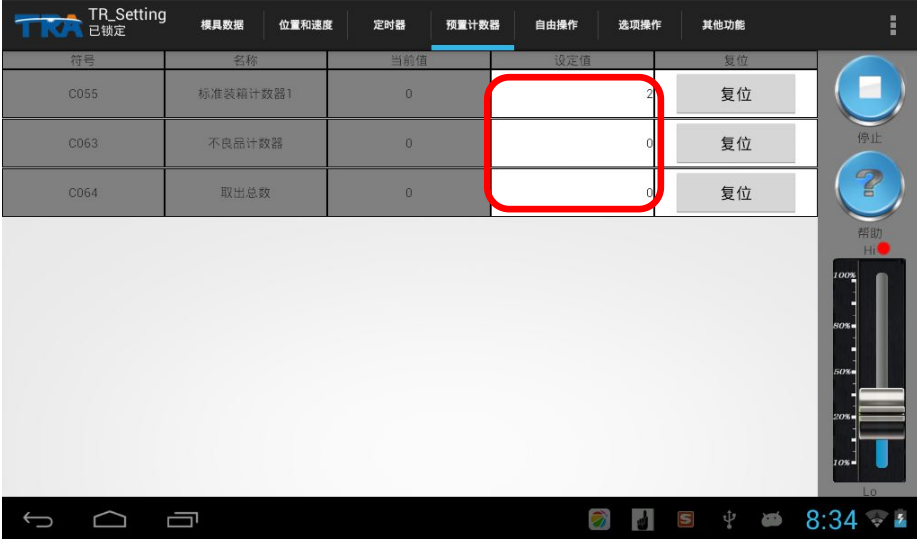 TRA TR_Setting
已锁定
模具数据 位置和速度 定时器 预置计数器 自由操作 选项操作 其他功能
符号 名称 当前值 设定值 复位
C055 标准装箱计数器1 0 2 复位
C063 不良品计数器 0 0 复位
C064 取出总数 0 0 复位
停止
?
帮助
Hi
100%
80%
50%
20%
10%
Lo
S
8:34